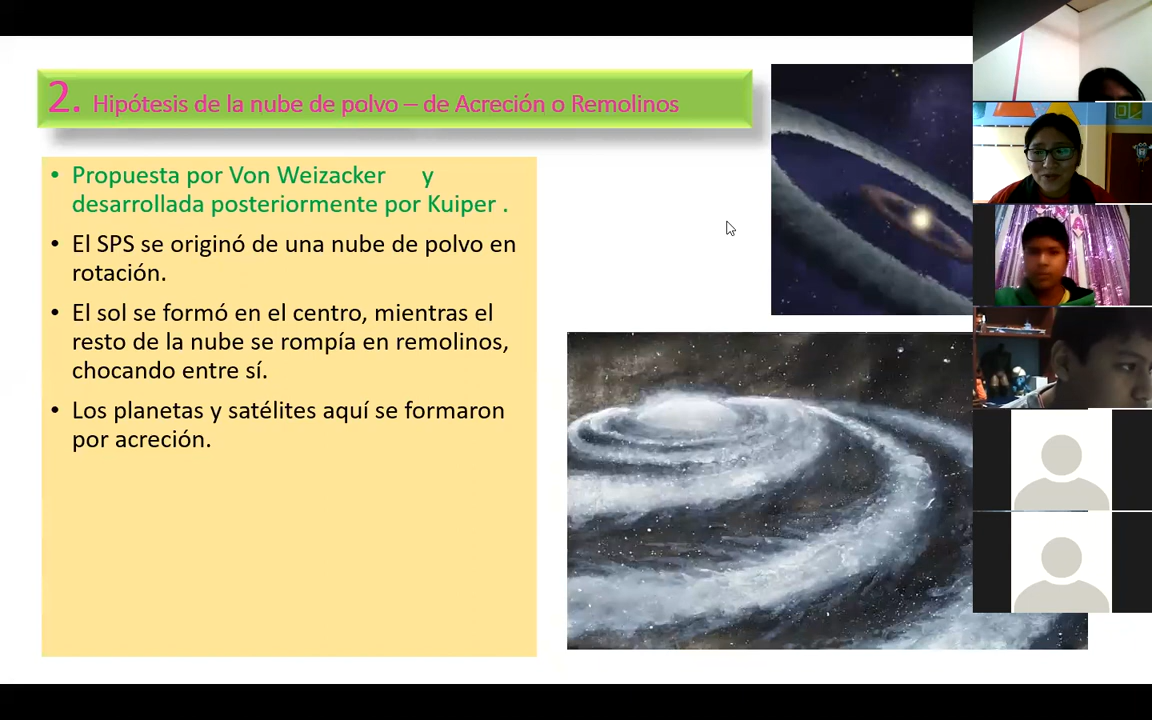 2. Hipótesis de la nube de polvo – de Acreción o Remolinos
• Propuesta por Von Weizacker y
desarrollada posteriormente por Kuiper .
• El SPS se originó de una nube de polvo en
rotación.
• El sol se formó en el centro, mientras el
resto de la nube se rompía en remolinos,
chocando entre sí.
• Los planetas y satélites aquí se formaron
por acreción.